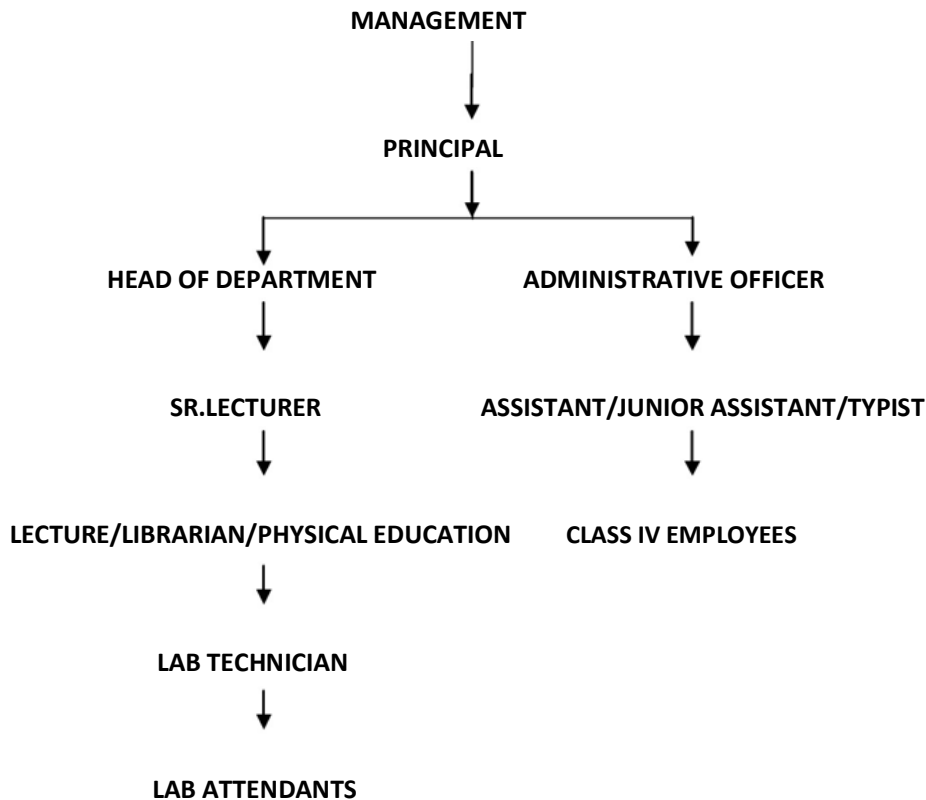 MANAGEMENT
PRINCIPAL
HEAD OF DEPARTMENT
ADMINISTRATIVE OFFICER
SR.LECTURER
ASSISTANT/JUNIOR ASSISTANT/TYPIST
LECTURE/LIBRARIAN/PHYSICAL EDUCATION
CLASS IV EMPLOYEES
LAB TECHNICIAN
LAB ATTENDANTS